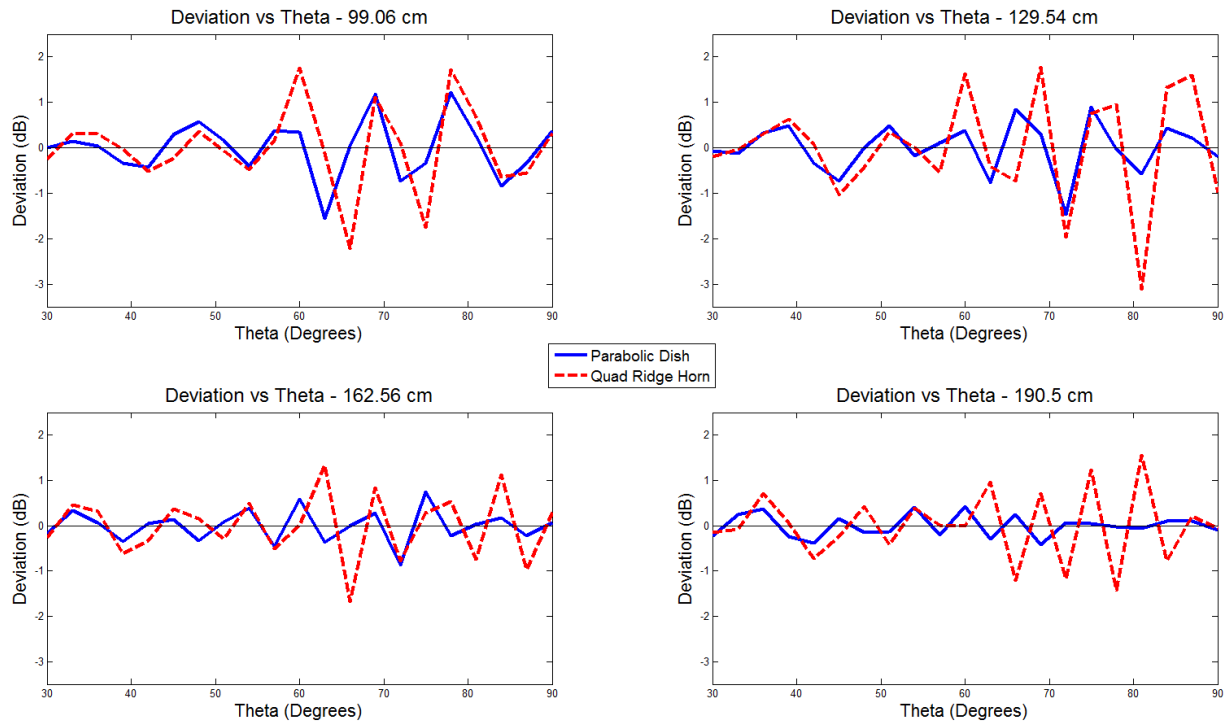 Deviation vs Theta - 99.06 cm
Deviation (dB)
2
1
0
-1
-2
-3
30 40 50 60 70 80 90
Theta (Degrees)
Deviation vs Theta - 129.54 cm
Deviation (dB)
2
1
0
-1
-2
-3
30 40 50 60 70 80 90
Theta (Degrees)
Parabolic Dish
Quad Ridge Horn
Deviation vs Theta - 162.56 cm
Deviation (dB)
2
1
0
-1
-2
-3
30 40 50 60 70 80 90
Theta (Degrees)
Deviation vs Theta - 190.5 cm
Deviation (dB)
2
1
0
-1
-2
-3
30 40 50 60 70 80 90
Theta (Degrees)